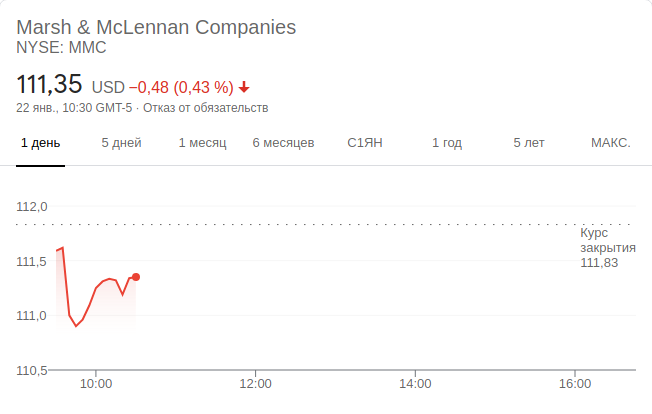 Marsh & McLennan Companies
NYSE: MMC
111,35 USD −0,48 (0,43 %)
22 янв., 10:30 GMT-5 · Отказ от обязательств
1 день 5 дней 1 месяц 6 месяцев С1ЯН 1 год 5 лет МАКС.
112,0
Курс
закрытия
111,83
111,5
111,0
110,5
10:00 12:00 14:00 16:00